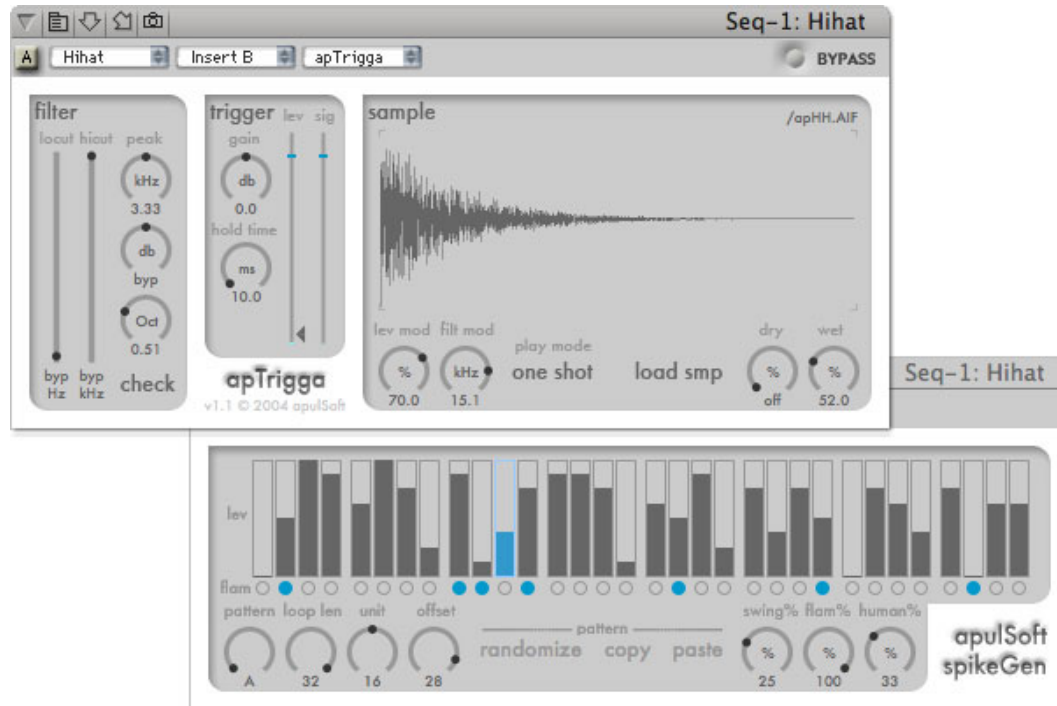 Seq-1: Hihat
A Hihat Insert B apTrigga BYPASS
filter
locut hicut peak
kHz
3.33
db
byp
Oct
0.51
byp Hz
byp kHz
check
trigger lev sig
gain
db
0.0
hold time
ms
10.0
apTrigga
v1.1 © 2004 apulSoft
sample
/apHH.AIF
lev mod filt mod
play mode
dry wet
% kHz one shot load smp % %
70.0 15.1 off 52.0
Seq-1: Hihat
lev
flam
pattern loop len unit offset
pattern
swing% flam% human%
randomize copy paste
% % %
A 32 16 28
25 100 33
apulSoft
spikeGen